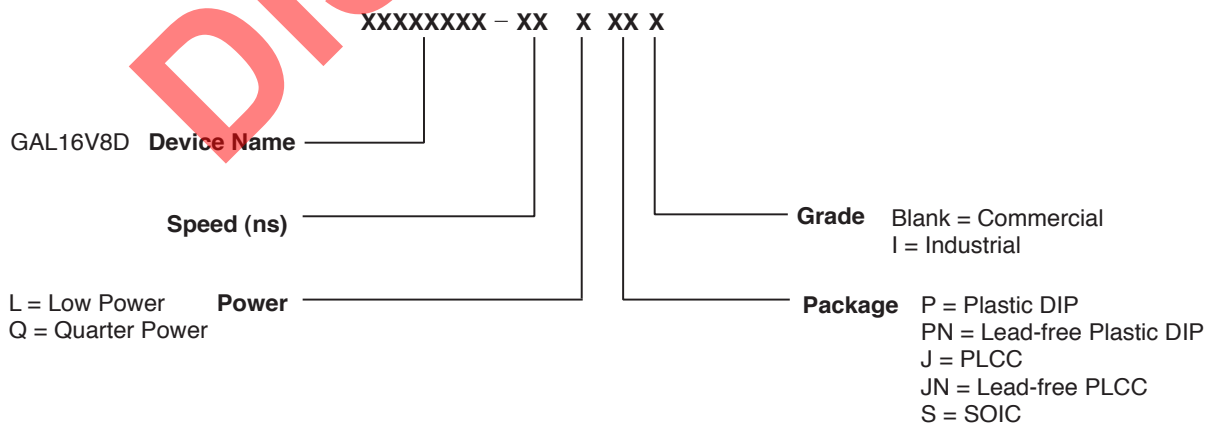 XXXXXXXX – XX X XX X
GAL16V8D Device Name
Speed (ns)
Grade Blank = Commercial
I = Industrial
L = Low Power Power
Q = Quarter Power
Package P = Plastic DIP
PN = Lead-free Plastic DIP
J = PLCC
JN = Lead-free PLCC
S = SOIC